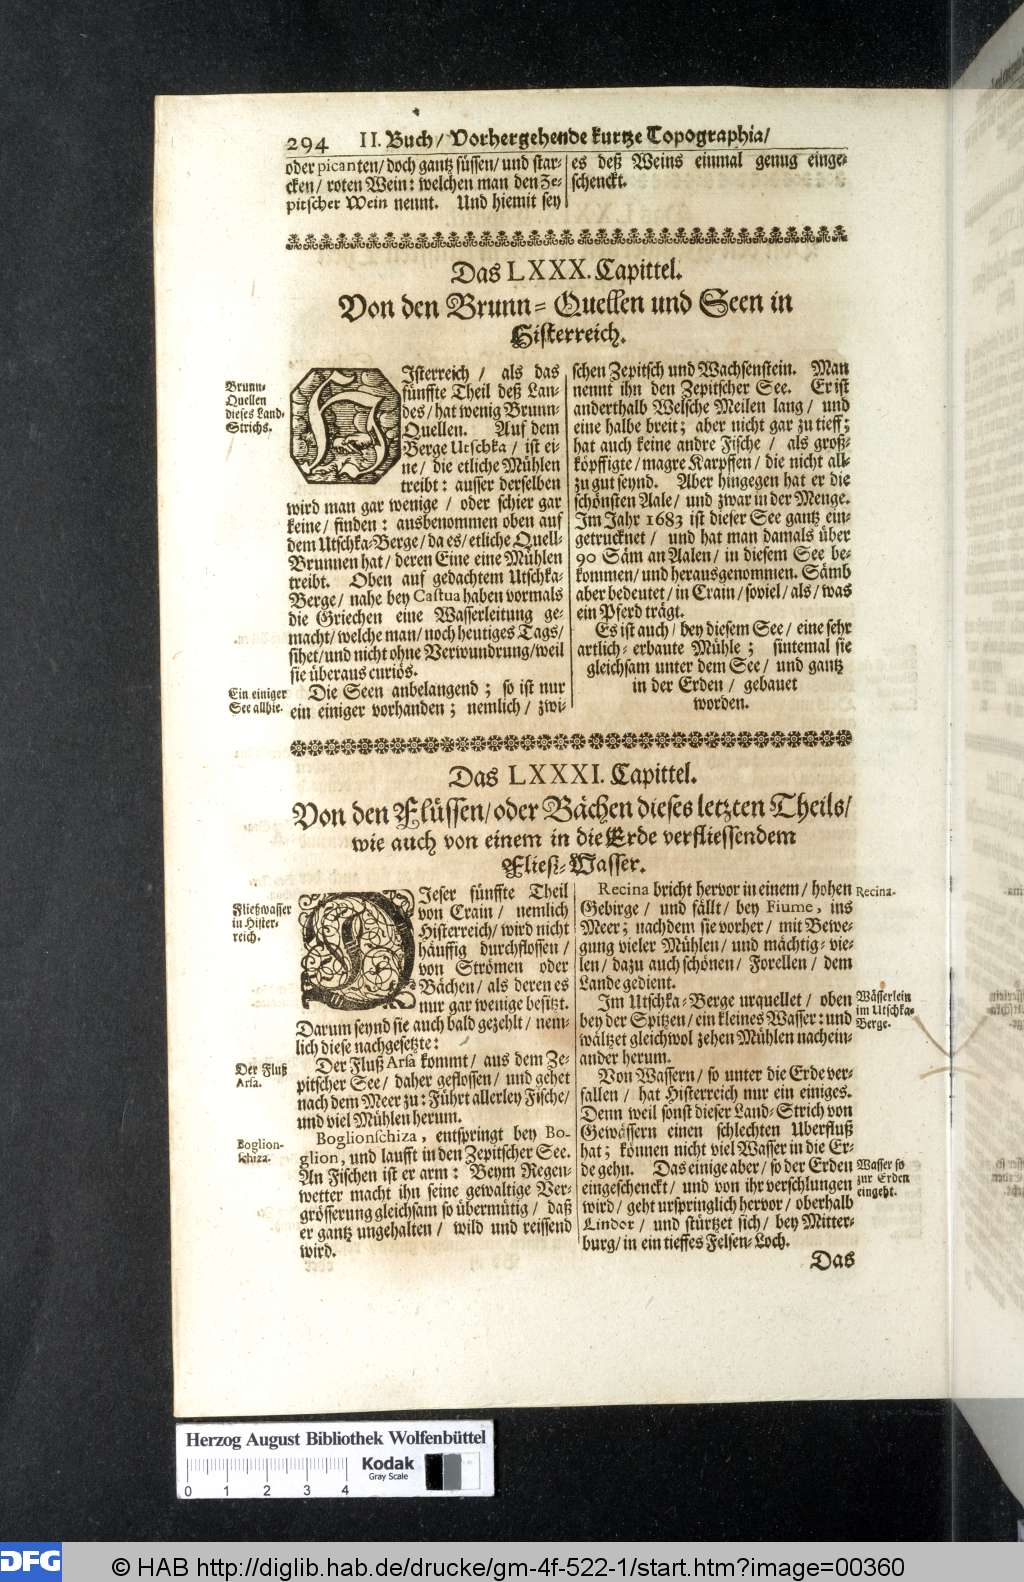 294 II. Buch/ Vorhergehende kurtze Topographia/
oder picanten/ doch gantz süssen/ und star-
cken/ roten Wein: welchen man den Ze-
pitscher Wein nennt. Und hiemit sey
es deß Weins einmal genug einge-
schenckt.
Das LXXX. Capittel.
Von den Brunn-Quellen und Seen in
Histerreich.
Brunn-
Quellen
dieses Land-
Strichs.
HIsterreich / als das
fünffte Theil deß Lan-
des/ hat wenig Brunn-
Quellen. Auf dem
Berge Utschka / ist ei-
ne/ die etliche Mühlen
treibt: ausser derselben
wird man gar wenige / oder schier gar
keine/ finden: ausbenommen oben auf
dem Utschka-Berge/ da es/ etliche Quell-
Brunnen hat/ deren Eine eine Mühlen
treibt. Oben auf gedachtem Utschka-
Berge/ nahe bey Castua haben vormals
die Griechen eine Wasserleitung ge-
macht/ welche man/ noch heutiges Tags/
sihet/ und nicht ohne Verwundrung/ weil
sie überaus curiös.
Ein einiger
See allhie.
Die Seen anbelangend; so ist nur
ein einiger vorhanden; nemlich/ zwi-
schen Zepitsch und Wachsenstein. Man
nennt ihn den Zepitscher See. Er ist
anderthalb Welsche Meilen lang/ und
eine halbe breit; aber nicht gar zu tieff;
hat auch keine andre Fische / als groß-
köpffigte/ magre Karpffen/ die nicht all-
zu gut seynd. Aber hingegen hat er die
schönsten Aale/ und zwar in der Menge.
Im Jahr 1683 ist dieser See gantz ein-
getrucknet / und hat man damals über
90 Säm an Aalen/ in diesem See be-
kommen/ und herausgenommen. Sämb
aber bedeutet/ in Crain/ soviel/ als/ was
ein Pferd trägt.
Es ist auch/ bey diesem See/ eine sehr
artlich-erbaute Mühle; sintemal sie
gleichsam unter dem See/ und gantz
in der Erden / gebauet
worden.
Das LXXXI. Capittel.
Von den Flüssen/ oder Bächen dieses letzten Theils/
wie auch von einem in die Erde verfliessendem
Fließ-Wasser.
Fließwasser
in Hister-
reich.
DIeser fünffte Theil
von Crain/ nemlich
Histerreich/ wird nicht
häuffig durchflossen/
von Strömen oder
Bächen/ als deren es
nur gar wenige besitzt.
Darum seynd sie auch bald gezehlt/ nem-
lich diese nachgesetzte:
Der Fluß
Arsa.
Der Fluß Arsa kommt/ aus dem Ze-
pitscher See/ daher geflossen/ und gehet
nach dem Meer zu: Führt allerley Fische/
und viel Mühlen herum.
Boglion-
schiza.
Boglionschiza, entspringt bey Bo-
glion, und laufft in den Zepitscher See.
An Fischen ist er arm: Beym Regen-
wetter macht ihn seine gewaltige Ver-
grösserung gleichsam so übermütig/ daß
er gantz ungehalten/ wild und reissend
wird.
Recina bricht hervor in einem/ hohen
Gebirge/ und fällt/ bey Fiume, ins
Meer; nachdem sie vorher/ mit Bewe-
gung vieler Mühlen/ und mächtig-vie-
len/ dazu auch schönen/ Forellen/ dem
Lande gedient.
Recina.
Im Utschka-Berge urquellet/ oben
bey der Spitzen/ ein kleines Wasser: und
wältzet gleichwol zehen Mühlen nachein-
ander herum.
Wässerlein
im Utschka-
Berge.
Von Wassern/ so unter die Erde ver-
fallen/ hat Histerreich nur ein einiges.
Denn weil sonst dieser Land-Strich von
Gewässern einen schlechten Uberfluß
hat; können nicht viel Wasser in die Er-
de gehn. Das einige aber/ so der Erden
eingeschenckt/ und von ihr verschlungen
wird/ geht urspringlich hervor/ oberhalb
Lindor/ und stürtzet sich/ bey Mitter-
burg/ in ein tieffes Felsen-Loch.
Wasser so
zur Erden
eingeht.
Das
Herzog August Bibliothek Wolfenbüttel
Kodak
Gray Scale
0 1 2 3 4
DFG
© HAB http://diglib.hab.de/drucke/gm-4f-522-1/start.htm?image=00360